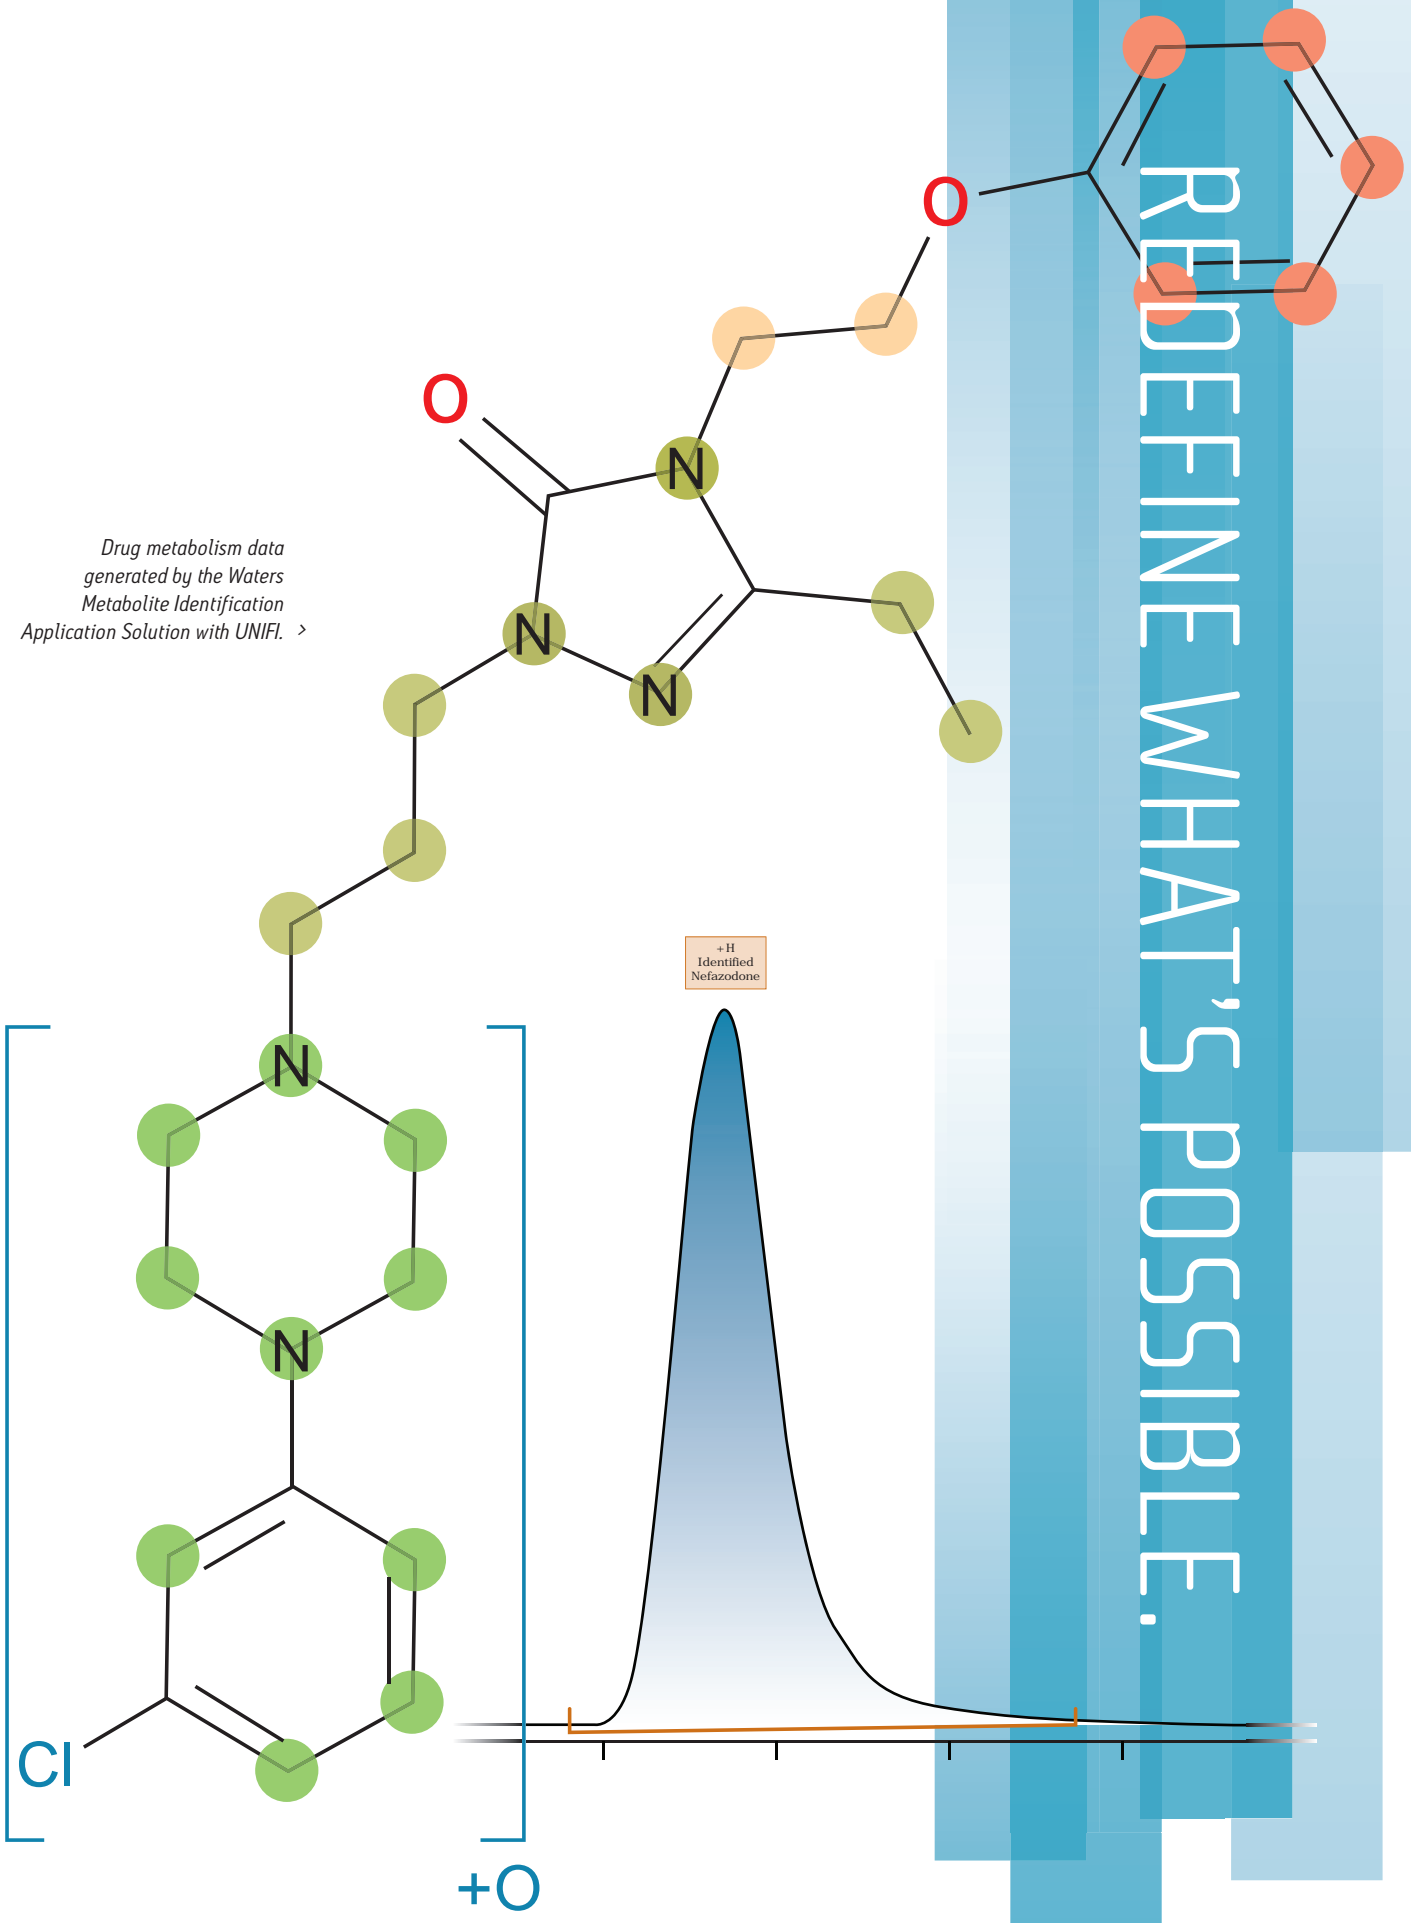 O
O
N
N
N
Drug metabolism data
generated by the Waters
Metabolite Identification
Application Solution with UNIFI. >
REDEFINE WHAT'S POSSIBLE.
+H
Identified
Nefazodone
N
N
Cl
+O